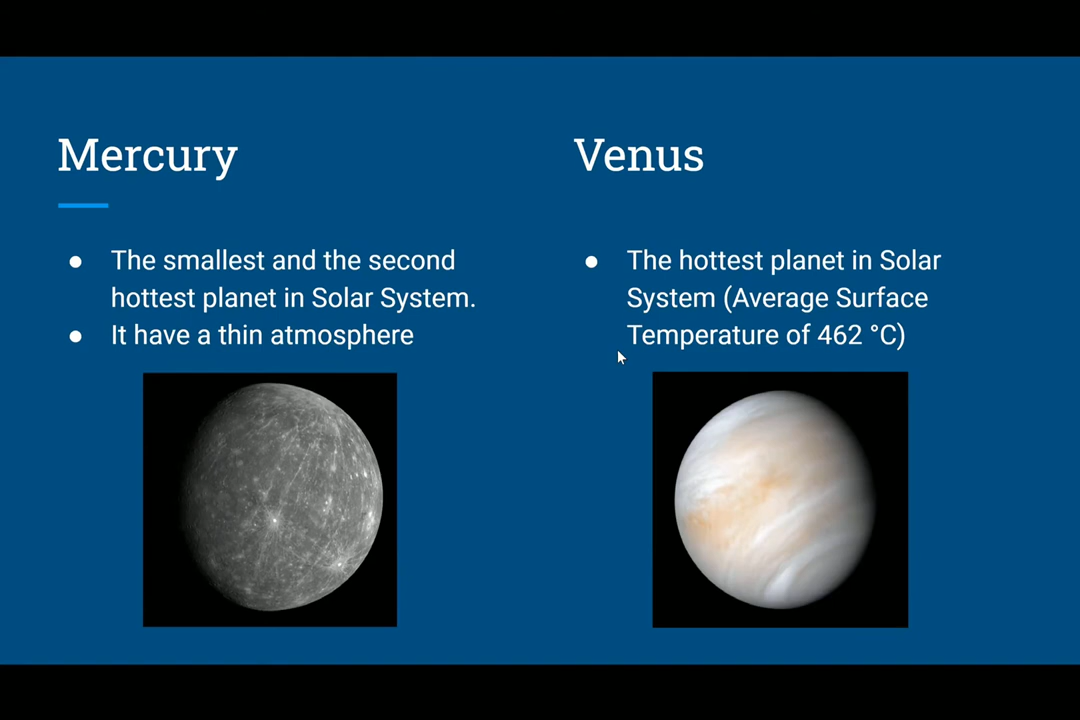 Mercury
The smallest and the second
hottest planet in Solar System.
It have a thin atmosphere
Venus
The hottest planet in Solar
System (Average Surface
Temperature of 462 °C)